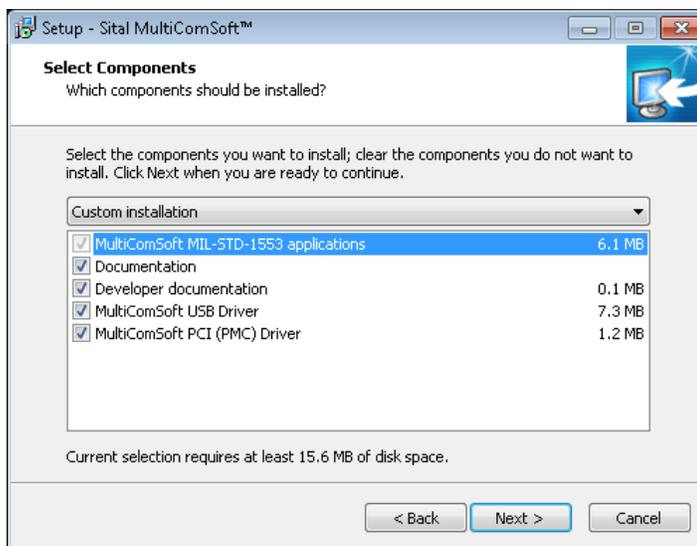 Setup - Sital MultiComSoft™
Select Components
Which components should be installed?
Select the components you want to install; clear the components you do not want to
install. Click Next when you are ready to continue.
Custom installation
MultiComSoft MIL-STD-1553 applications 6.1 MB
Documentation
Developer documentation 0.1 MB
MultiComSoft USB Driver 7.3 MB
MultiComSoft PCI (PMC) Driver 1.2 MB
Current selection requires at least 15.6 MB of disk space.
< Back Next > Cancel